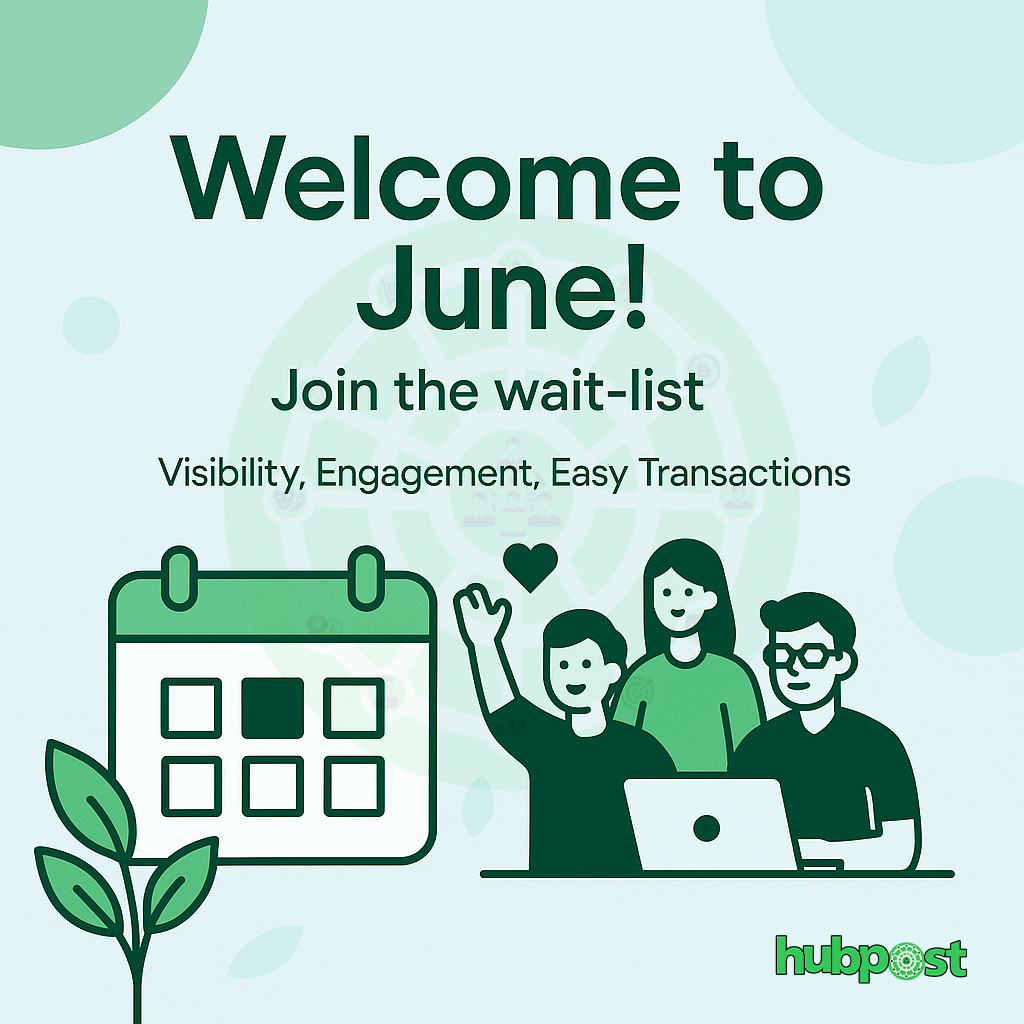 Welcome to
June!
Join the wait-list
Visibility, Engagement, Easy Transactions
hubpost